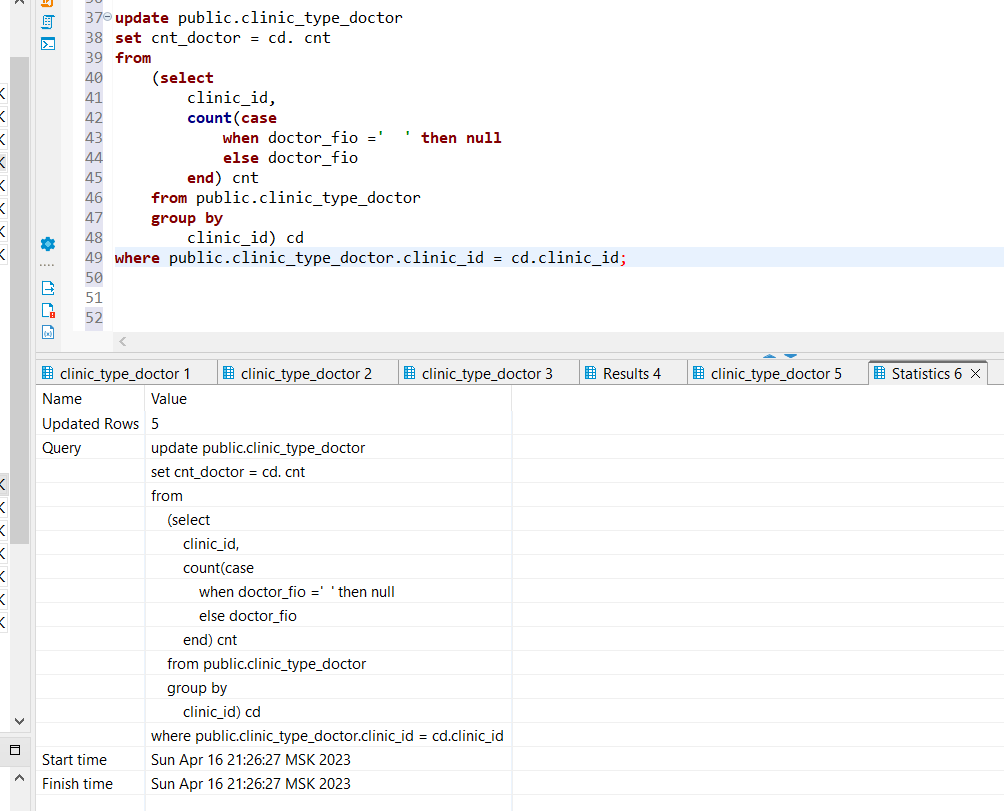 37 update public.clinic_type_doctor
38 set cnt_doctor = cd. cnt
39 from
40 (select
41 clinic_id,
42 count(case
43 when doctor_fio =' ' then null
44 else doctor_fio
45 end) cnt
46 from public.clinic_type_doctor
47 group by
48 clinic_id) cd
49 where public.clinic_type_doctor.clinic_id = cd.clinic_id;
50
51
52
clinic_type_doctor 1 clinic_type_doctor 2 clinic_type_doctor 3 Results 4 clinic_type_doctor 5 Statistics 6
Name Value
Updated Rows 5
Query update public.clinic_type_doctor
set cnt_doctor = cd. cnt
from
(select
clinic_id,
count(case
when doctor_fio =' ' then null
else doctor_fio
end) cnt
from public.clinic_type_doctor
group by
clinic_id) cd
where public.clinic_type_doctor.clinic_id = cd.clinic_id
Start time Sun Apr 16 21:26:27 MSK 2023
Finish time Sun Apr 16 21:26:27 MSK 2023